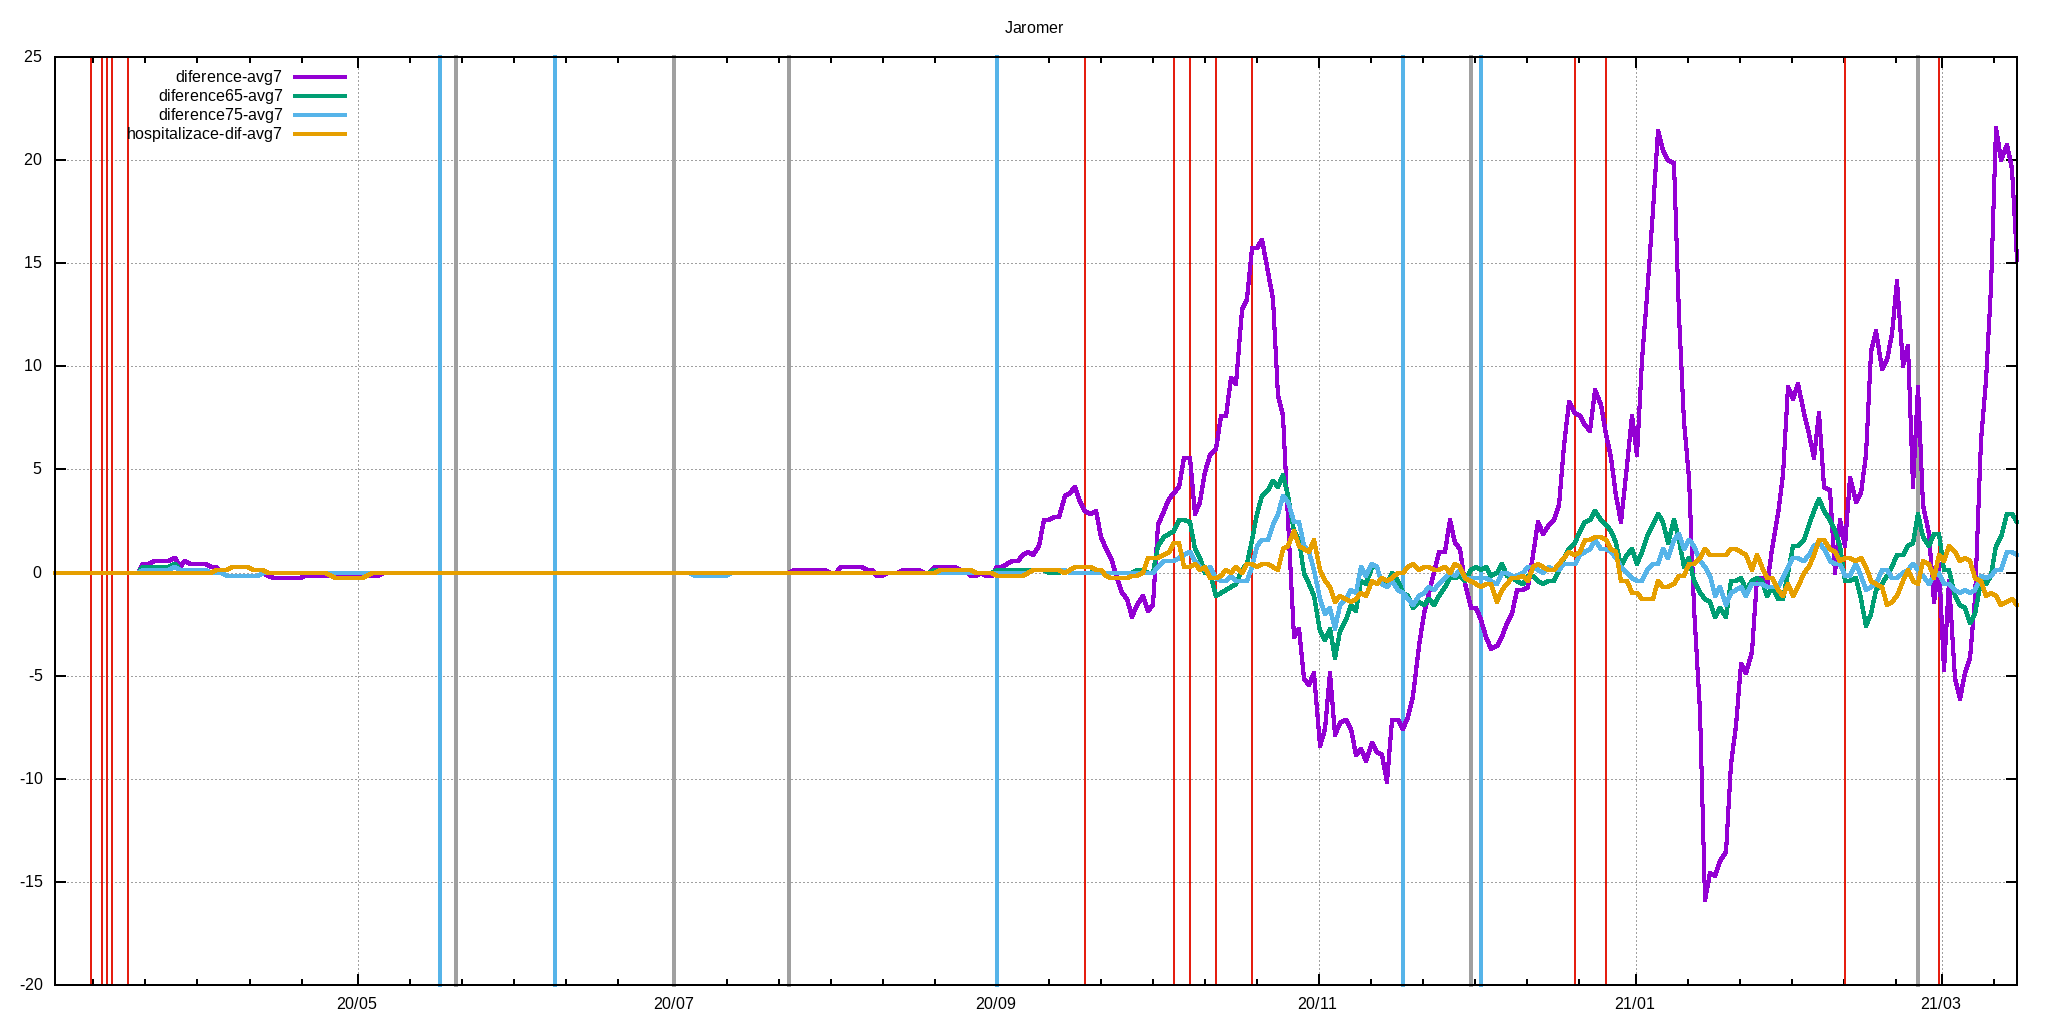 Jaromer
25
diference-avg7
diference65-avg7
diference75-avg7
hospitalizace-dif-avg7
20
15
10
5
0
-5
-10
-15
-20
20/05 20/07 20/09 20/11 21/01 21/03